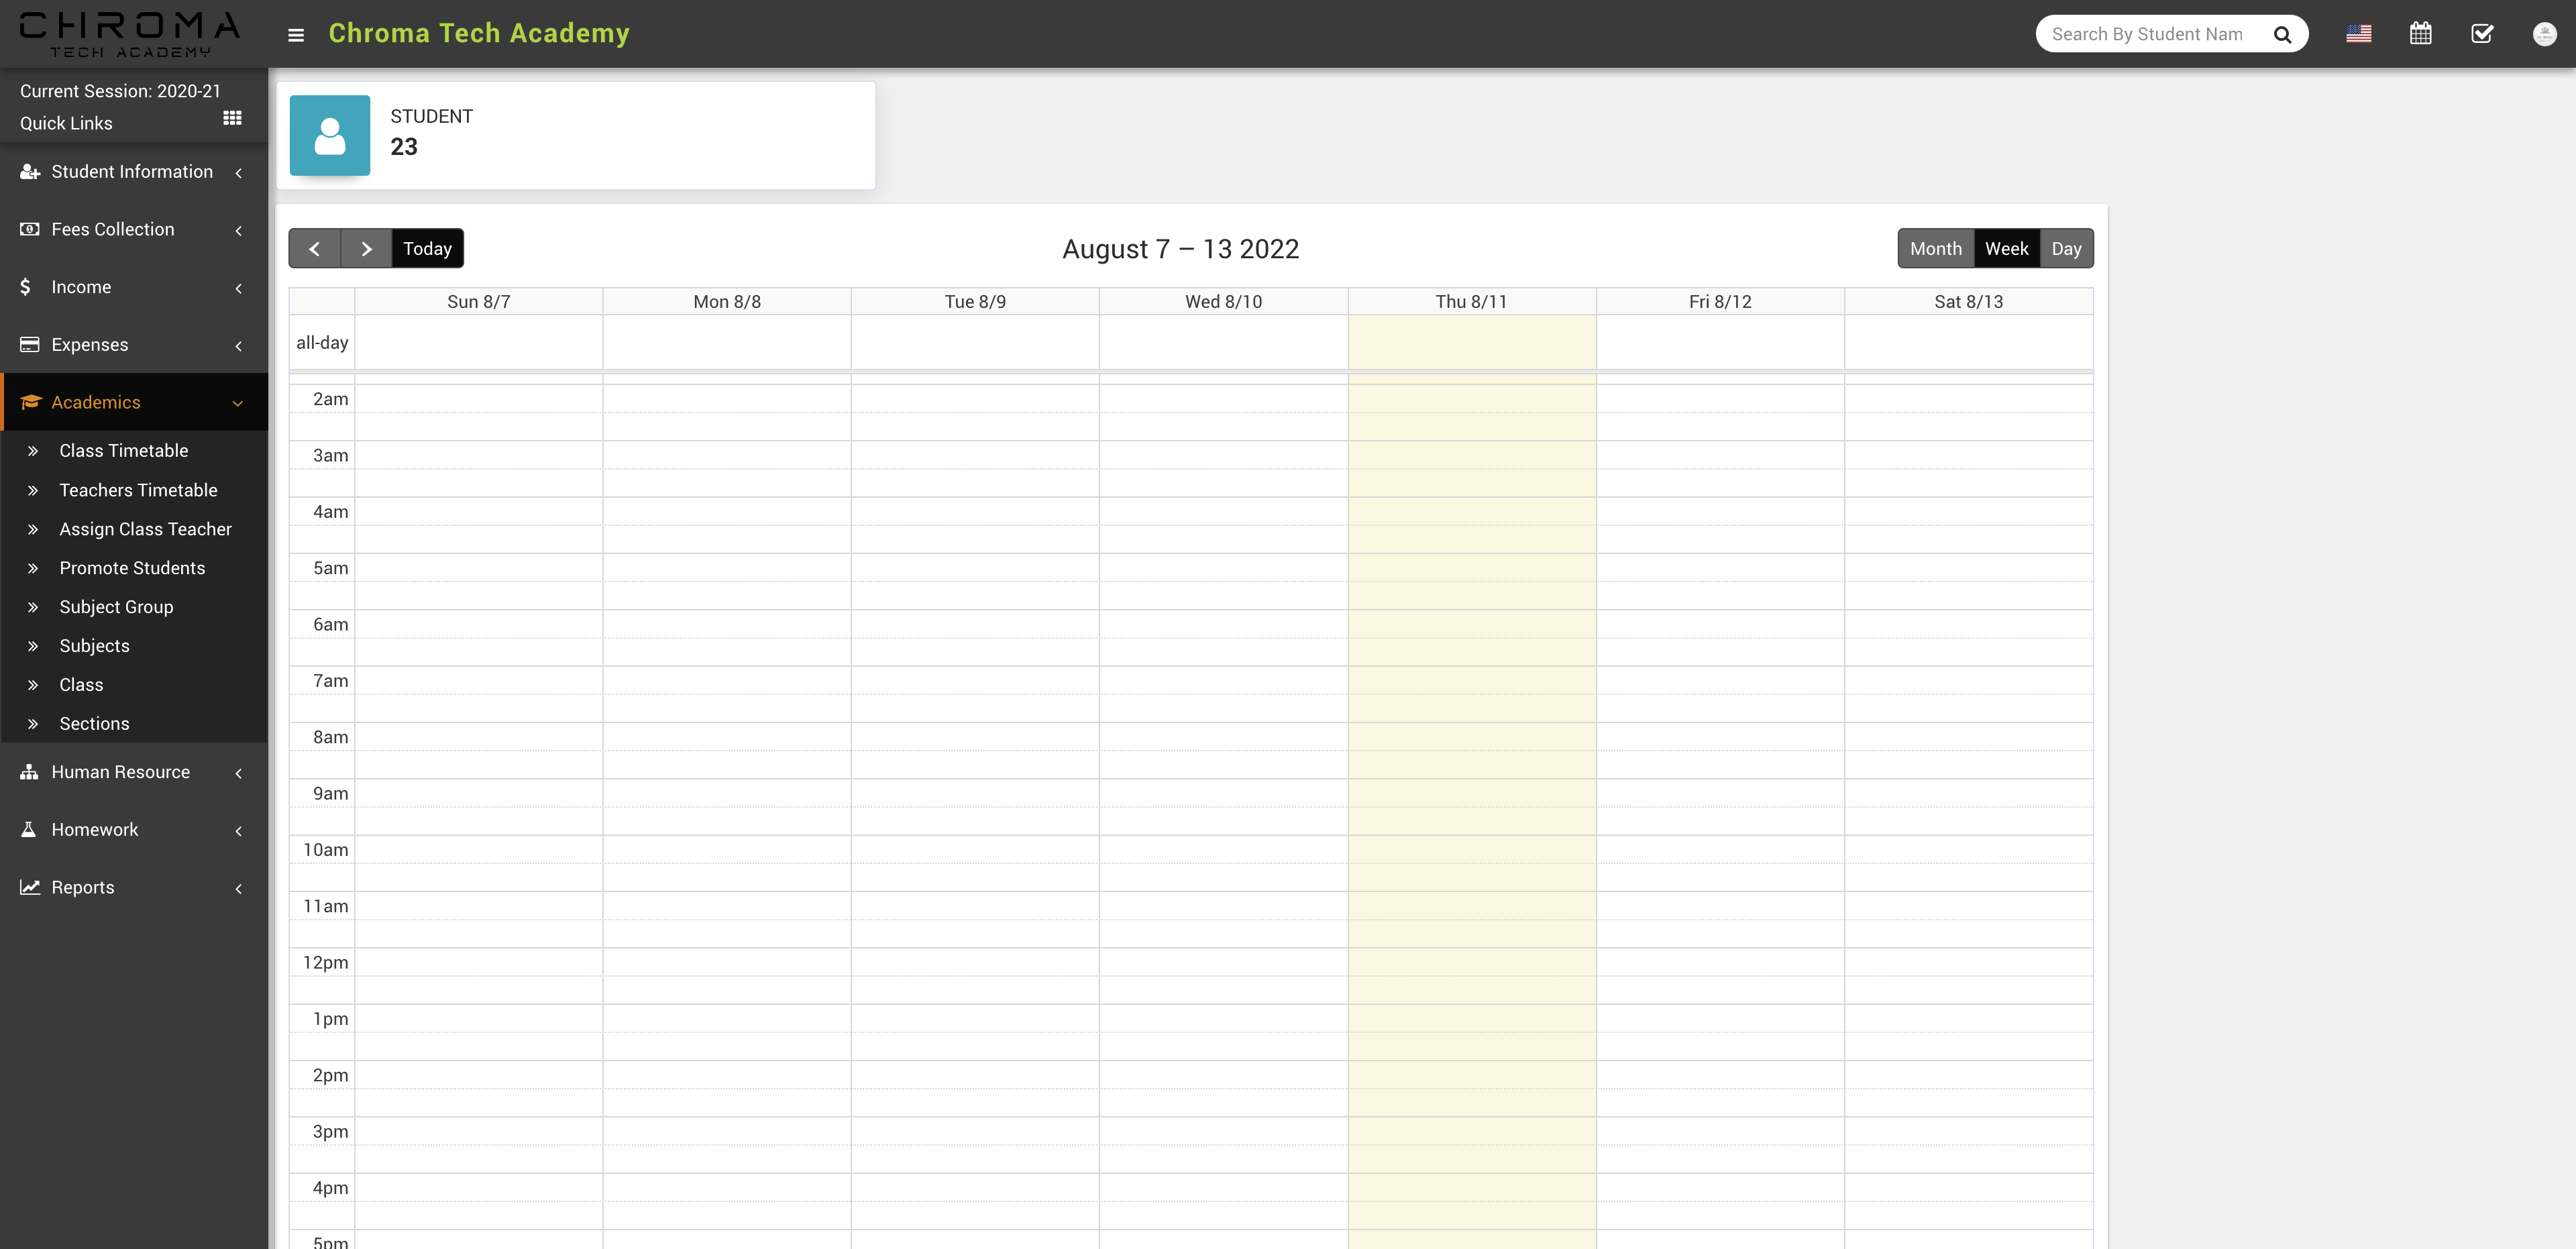 CHROMA
TECH ACADEMY
Chroma Tech Academy
Search By Student Nam
Current Session: 2020-21
Quick Links
Student Information
Fees Collection
Income
Expenses
Academics
Class Timetable
Teachers Timetable
Assign Class Teacher
Promote Students
Subject Group
Subjects
Class
Sections
Human Resource
Homework
Reports
STUDENT
23
Today
August 7 – 13 2022
Month Week Day
Sun 8/7 Mon 8/8 Tue 8/9 Wed 8/10 Thu 8/11 Fri 8/12 Sat 8/13
all-day
2am
3am
4am
5am
6am
7am
8am
9am
10am
11am
12pm
1pm
2pm
3pm
4pm
5pm